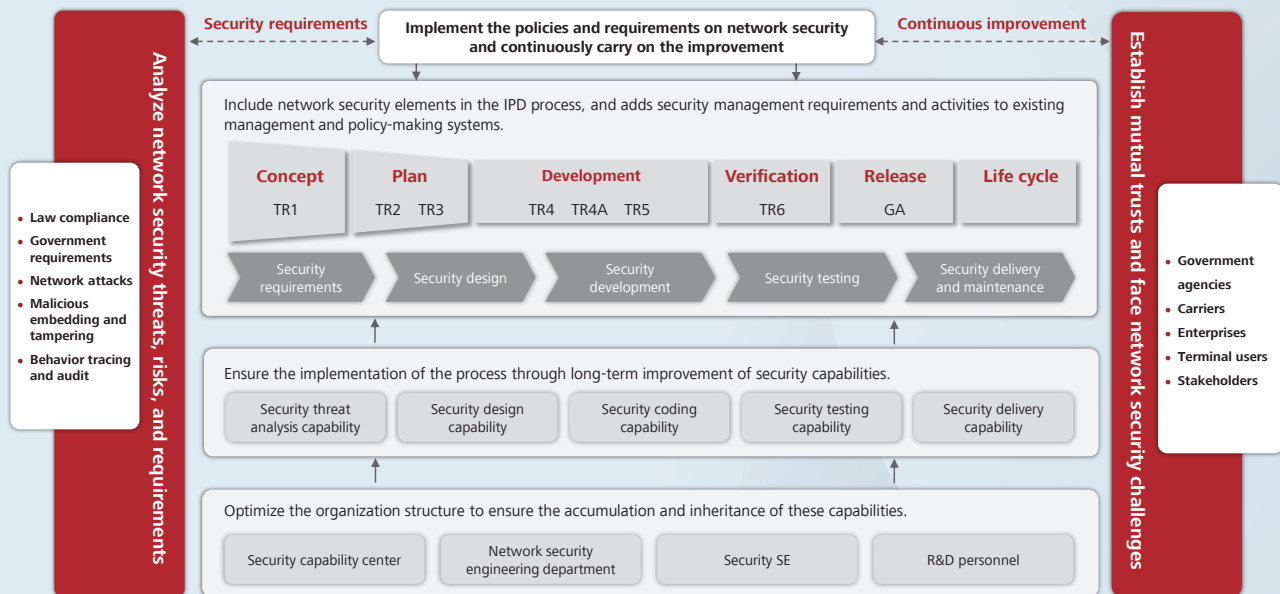 Security requirements
Implement the policies and requirements on network security
and continuously carry on the improvement
Continuous improvement
Analyze network security threats, risks, and requirements
• Law compliance
• Government
requirements
• Network attacks
• Malicious
embedding and
tampering
• Behavior tracing
and audit
Include network security elements in the IPD process, and adds security management requirements and activities to existing
management and policy-making systems.
Concept
TR1
Plan
TR2 TR3
Development
TR4 TR4A TR5
Verification
TR6
Release
GA
Life cycle
Security
requirements
Security design
Security
development
Security testing
Security delivery
and maintenance
Ensure the implementation of the process through long-term improvement of security capabilities.
Security threat
analysis capability
Security design
capability
Security coding
capability
Security testing
capability
Security delivery
capability
Optimize the organization structure to ensure the accumulation and inheritance of these capabilities.
Security capability center
Network security
engineering department
Security SE
R&D personnel
Establish mutual trusts and face network security challenges
• Government
agencies
• Carriers
• Enterprises
• Terminal users
• Stakeholders